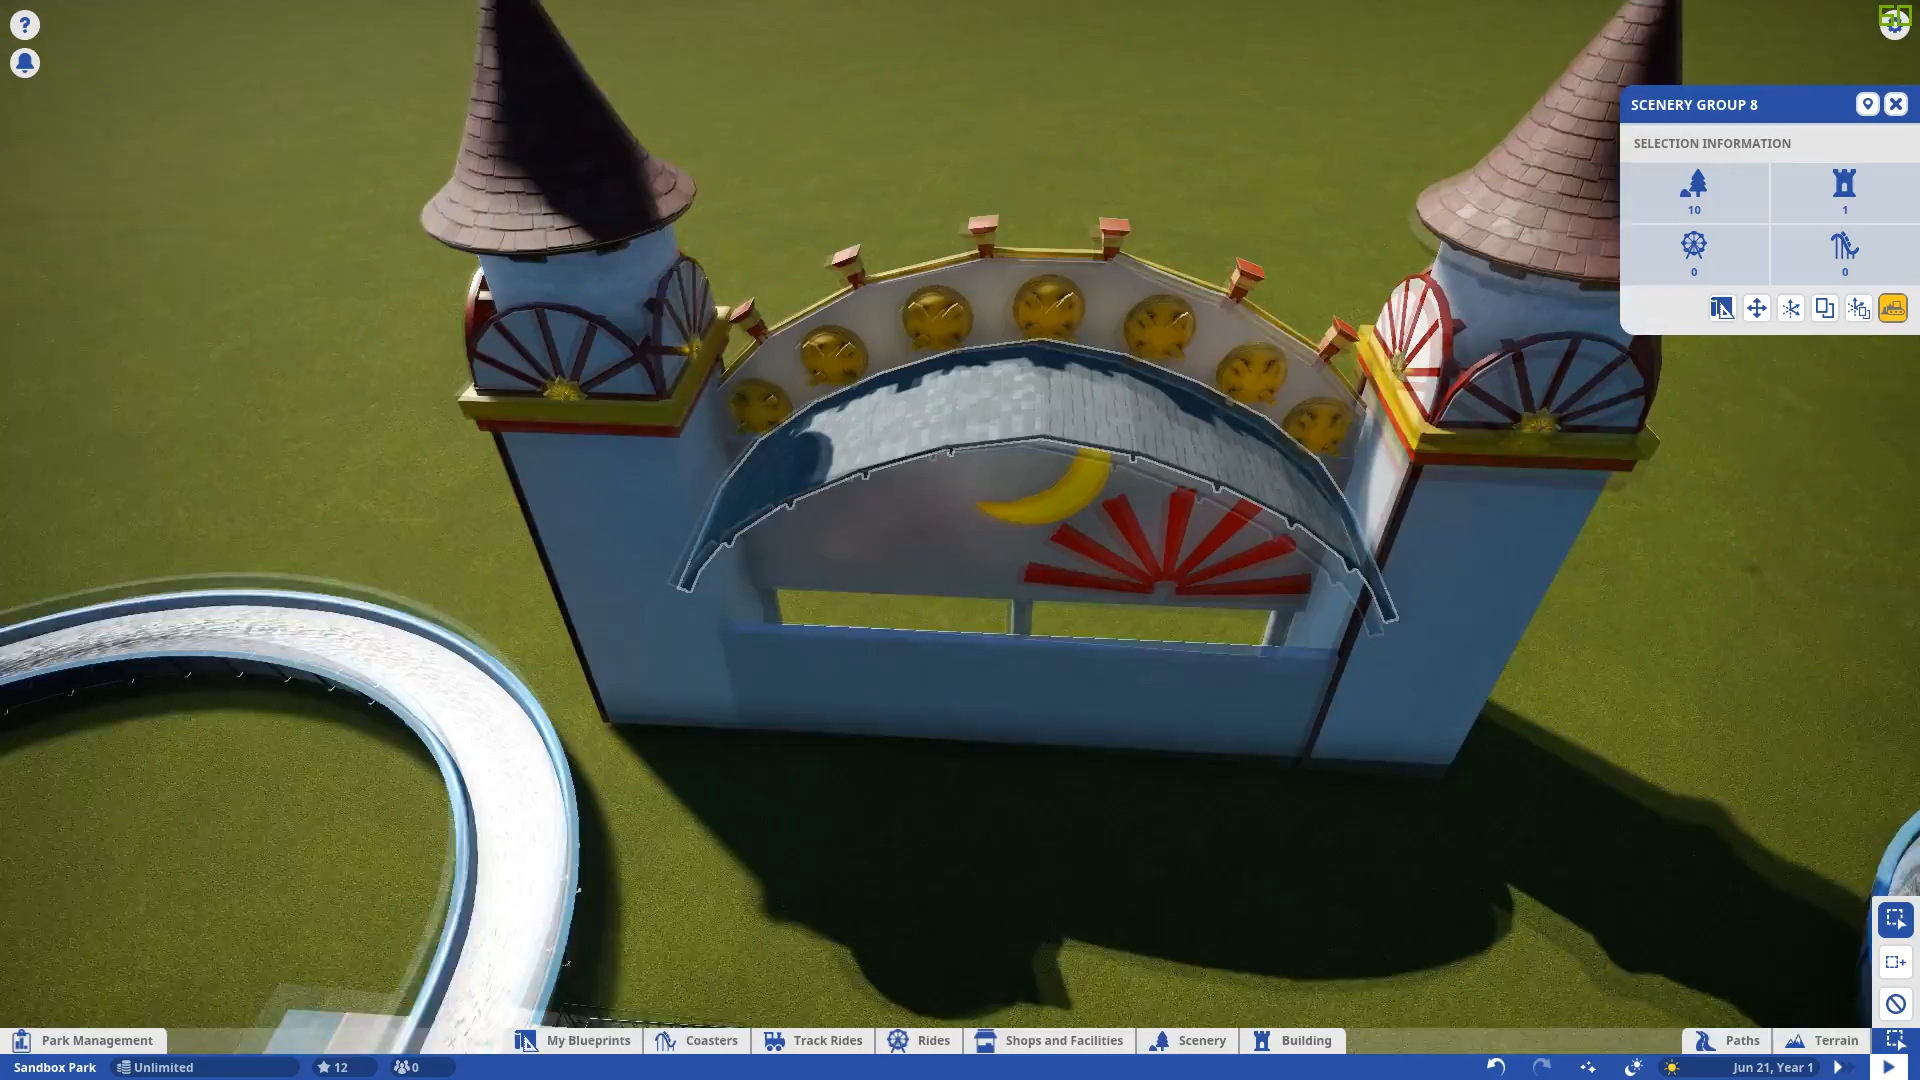 ?
SCENERY GROUP 8
SELECTION INFORMATION
10
1
0
0
Park Management
My Blueprints
Coasters
Track Rides
Rides
Shops and Facilities
Scenery
Building
Paths
Terrain
Sandbox Park
Unlimited
12
0
Jun 21, Year 1